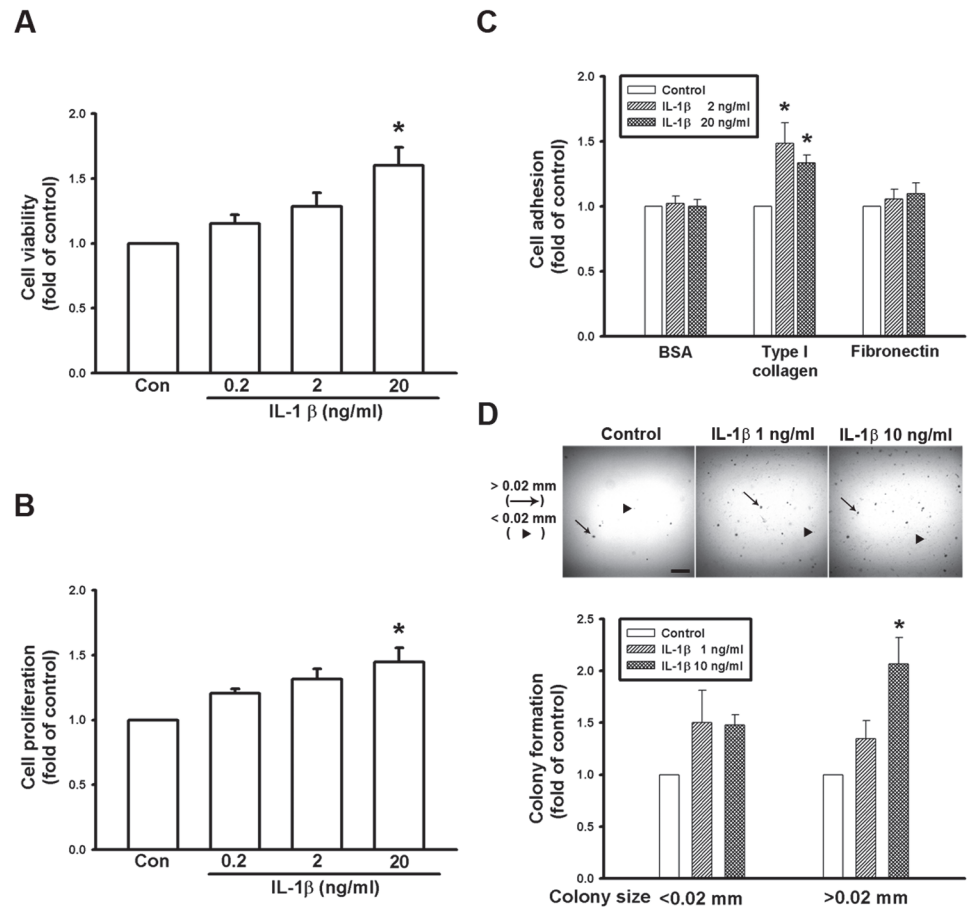 A
2.0
1.5
1.0
0.5
0.0
Cell viability
(fold of control)
*
Con 0.2 2 20
IL-1 β (ng/ml)
B
2.0
1.5
1.0
0.5
0.0
Cell proliferation
(fold of control)
*
Con 0.2 2 20
IL-1β (ng/ml)
C
2.0
1.5
1.0
0.5
0.0
Cell adhesion
(fold of control)
Control
IL-1β 2 ng/ml
IL-1β 20 ng/ml
*
*
BSA Type I Fibronectin
collagen
D
Control IL-1β 1 ng/ml IL-1β 10 ng/ml
> 0.02 mm
(→)
< 0.02 mm
( ► )
2.5
2.0
1.5
1.0
0.5
0.0
Colony formation
(fold of control)
Control
IL-1β 1 ng/ml
IL-1β 10 ng/ml
*
Colony size <0.02 mm >0.02 mm